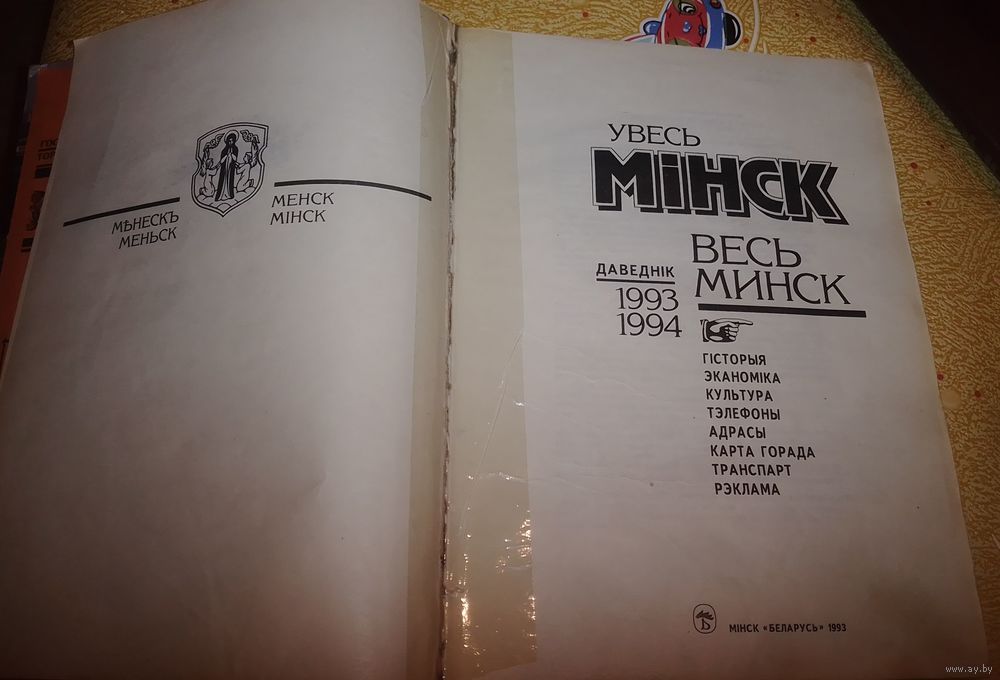 МѢНЕСКЪ
МЕНЬСК
МЕНСК
МІНСК
УВЕСЬ
МІНСК
ВЕСЬ
МИНСК
ДАВЕДНІК
1993
1994
ГІСТОРЫЯ
ЭКАНОМІКА
КУЛЬТУРА
ТЭЛЕФОНЫ
АДРАСЫ
КАРТА ГОРАДА
ТРАНСПАРТ
РЭКЛАМА
МІНСК «БЕЛАРУСЬ» 1993
www.ay.by